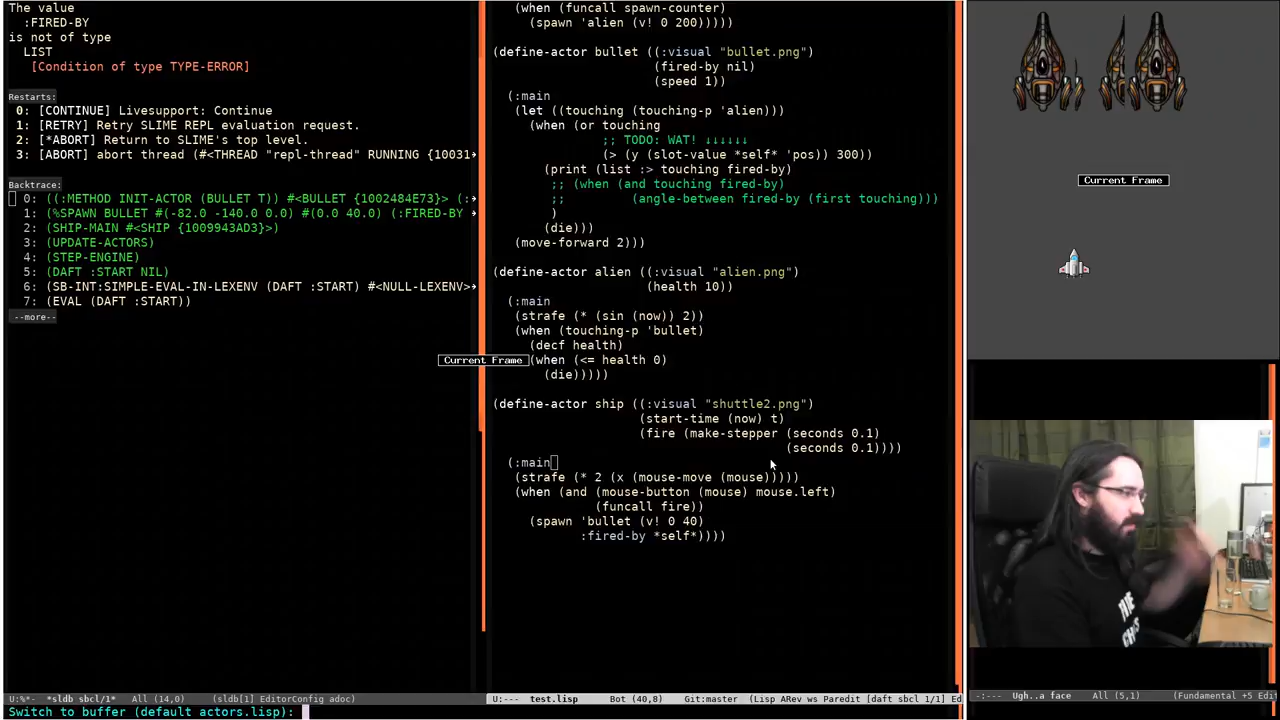 The value
:FIRED-BY
is not of type
LIST
[Condition of type TYPE-ERROR]
Restarts:
0: [CONTINUE] Livesupport: Continue
1: [RETRY] Retry SLIME REPL evaluation request.
2: [*ABORT] Return to SLIME's top level.
3: [ABORT] abort thread (#<THREAD "repl-thread" RUNNING {10031→
Backtrace:
0: ((:METHOD INIT-ACTOR (BULLET T)) #<BULLET {1002484E73}> (:→
1: (%SPAWN BULLET #(-82.0 -140.0 0.0) #(0.0 40.0) (:FIRED-BY →
2: (SHIP-MAIN #<SHIP {1009943AD3}>)
3: (UPDATE-ACTORS)
4: (STEP-ENGINE)
5: (DAFT :START NIL)
6: (SB-INT:SIMPLE-EVAL-IN-LEXENV (DAFT :START) #<NULL-LEXENV>→
7: (EVAL (DAFT :START))
--more--
U:%*- *sldb sbcl/1* All (14,0) (sldb[1] EditorConfig adoc)
Switch to buffer (default actors.lisp):
Current Frame
(when (funcall spawn-counter)
(spawn 'alien (v! 0 200)))))
(define-actor bullet ((:visual "bullet.png")
(fired-by nil)
(speed 1))
(:main
(let ((touching (touching-p 'alien)))
(when (or touching
;; TODO: WAT! ↓↓↓↓↓↓
(> (y (slot-value *self* 'pos)) 300))
(print (list :> touching fired-by)
;; (when (and touching fired-by)
;;           (angle-between fired-by (first touching)))
)
(die)))
(move-forward 2)))
(define-actor alien ((:visual "alien.png")
(health 10))
(:main
(strafe (* (sin (now)) 2))
(when (touching-p 'bullet)
(decf health)
(when (<= health 0)
(die)))))
(define-actor ship ((:visual "shuttle2.png")
(start-time (now) t)
(fire (make-stepper (seconds 0.1)
(seconds 0.1))))
(:main
(strafe (* 2 (x (mouse-move (mouse)))))
(when (and (mouse-button (mouse) mouse.left)
(funcall fire))
(spawn 'bullet (v! 0 40)
:fired-by *self*))))
U:--- test.lisp Bot (40,8) Git:master (Lisp ARev ws Paredit [daft sbcl 1/1] Ed
Current Frame
-:--- Ugh..a face All (5,1) (Fundamental +5 Edi